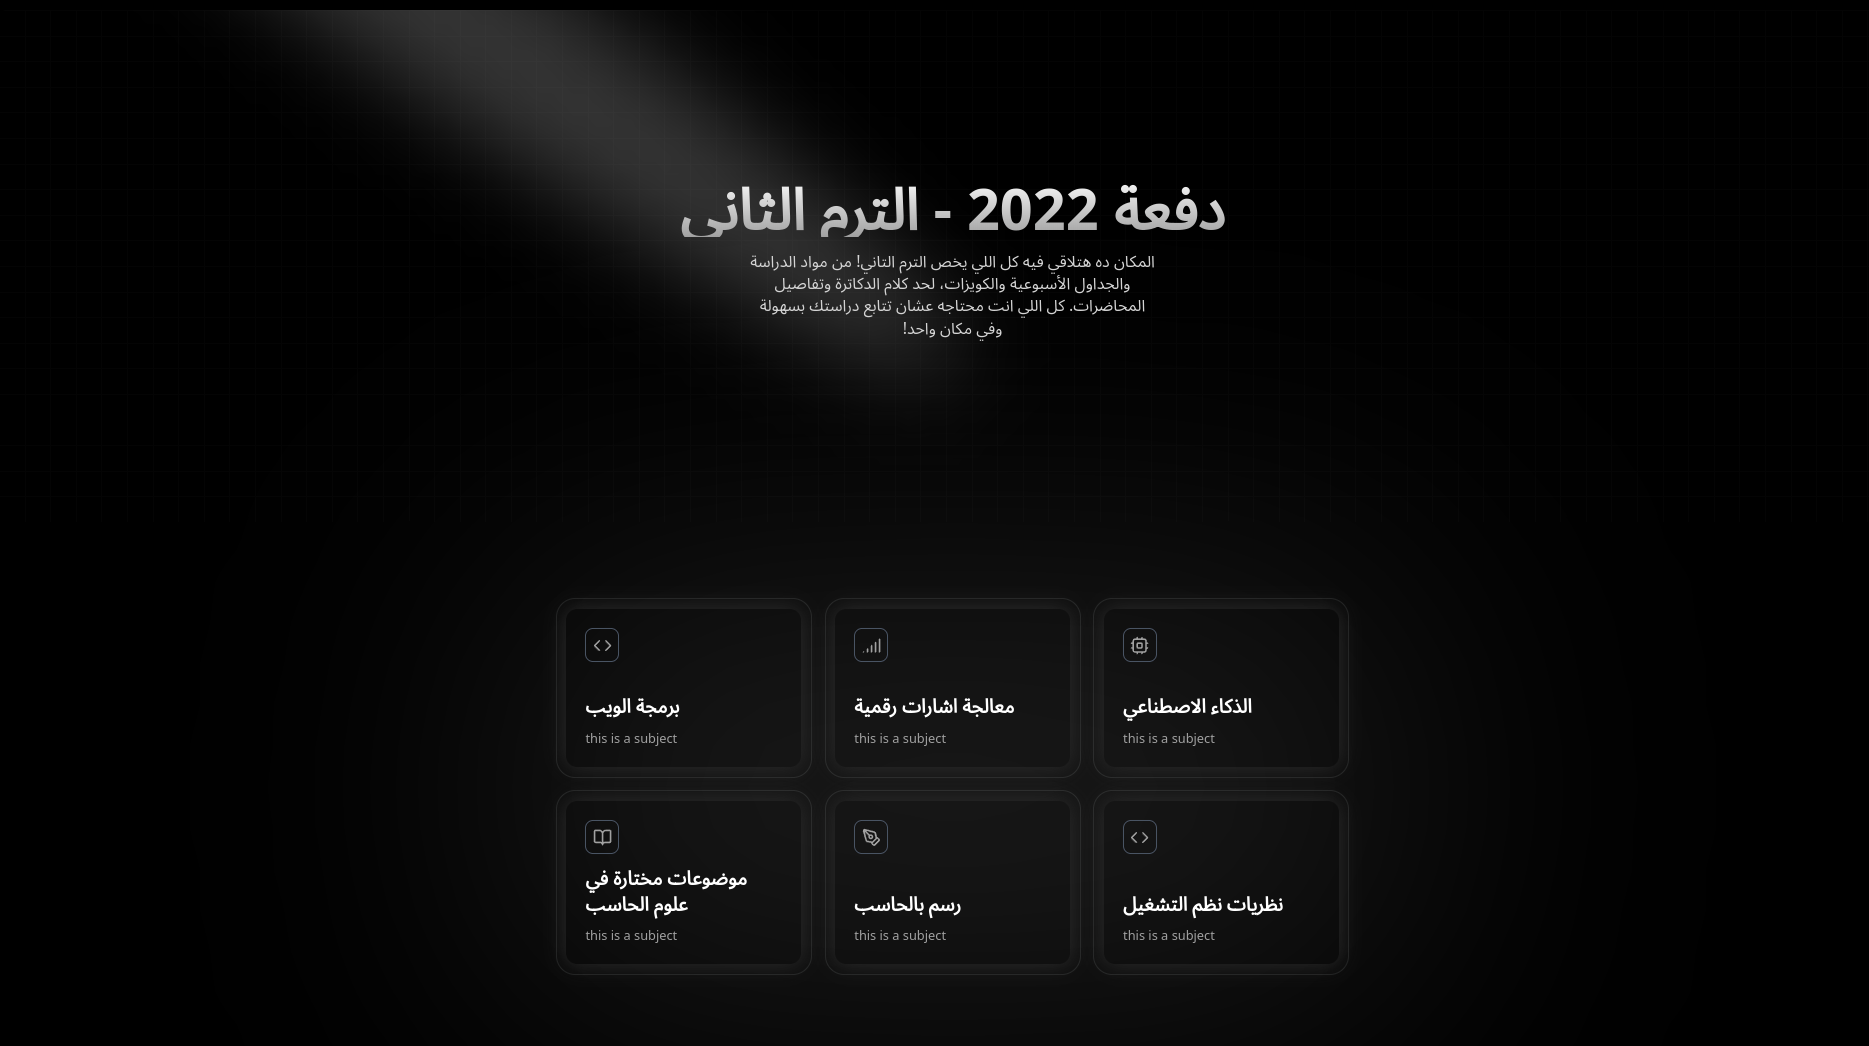 دفعة 2022 - الترم الثاني
المكان ده هتلاقي فيه كل اللي يخص الترم التاني! من مواد الدراسة
والجداول الأسبوعية والكويزات، لحد كلام الدكاترة وتفاصيل
المحاضرات. كل اللي انت محتاجه عشان تتابع دراستك بسهولة
وفي مكان واحد!
برمجة الويب
this is a subject
معالجة اشارات رقمية
this is a subject
الذكاء الاصطناعي
this is a subject
موضوعات مختارة في
علوم الحاسب
this is a subject
رسم بالحاسب
this is a subject
نظريات نظم التشغيل
this is a subject